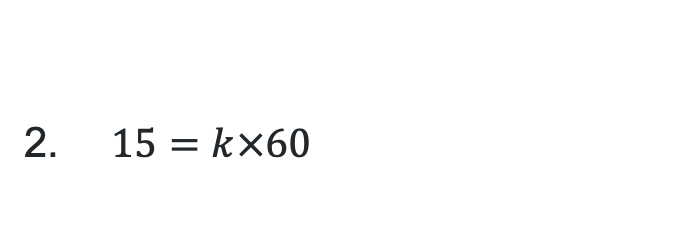 2. 15 = k×60